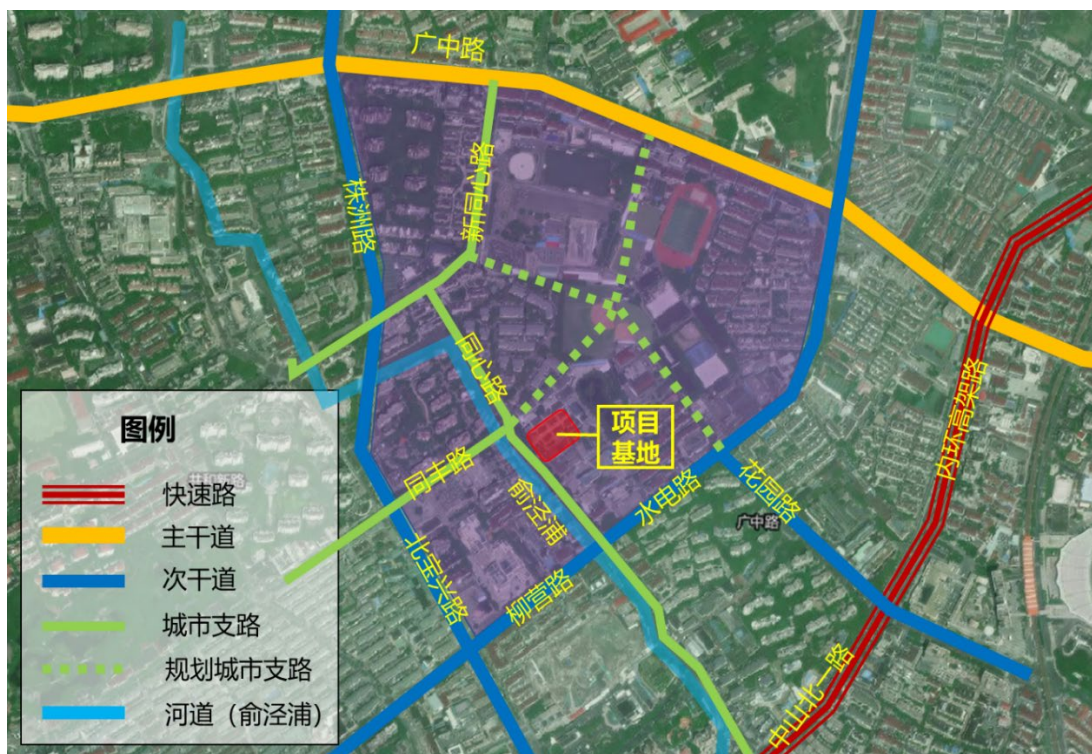 广中路
新同心路
株洲路
同心路
项目
基地
内环高架路
同丰路
俞泾浦
水电路
花园路
广中路
北宝兴路
柳营路
中山北一路
图例
快速路
主干道
次干道
城市支路
规划城市支路
河道（俞泾浦）